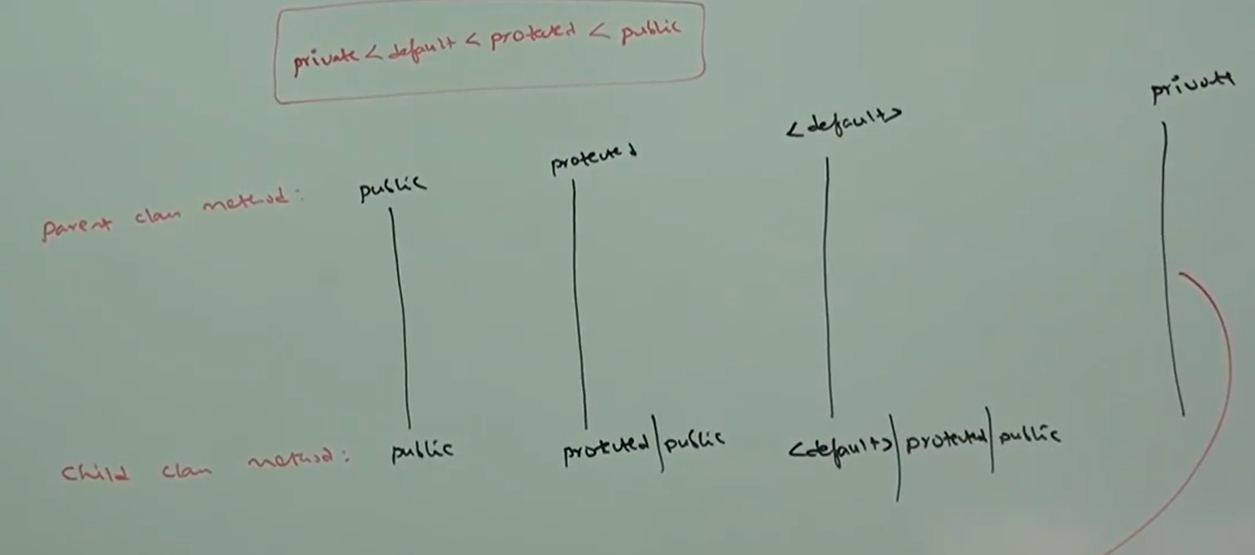 private < default < protected < public
private
<default>
protected
Parent class method: public
Child class method: public protected | public <default> | protected | public